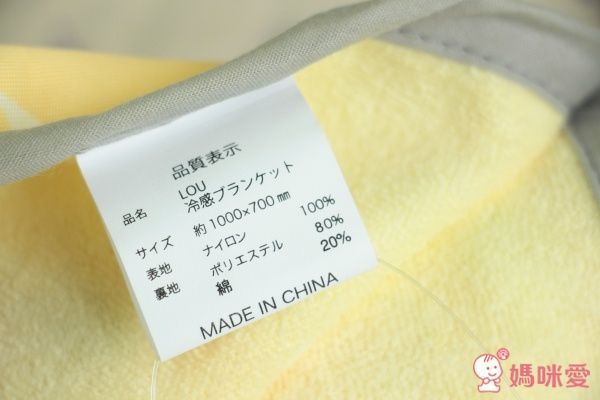 品質表示
品名 LOU
冷感ブランケット
サイズ 約1000×700㎜
表地 ナイロン 100%
裏地 ポリエステル 80%
綿 20%
MADE IN CHINA
媽咪愛